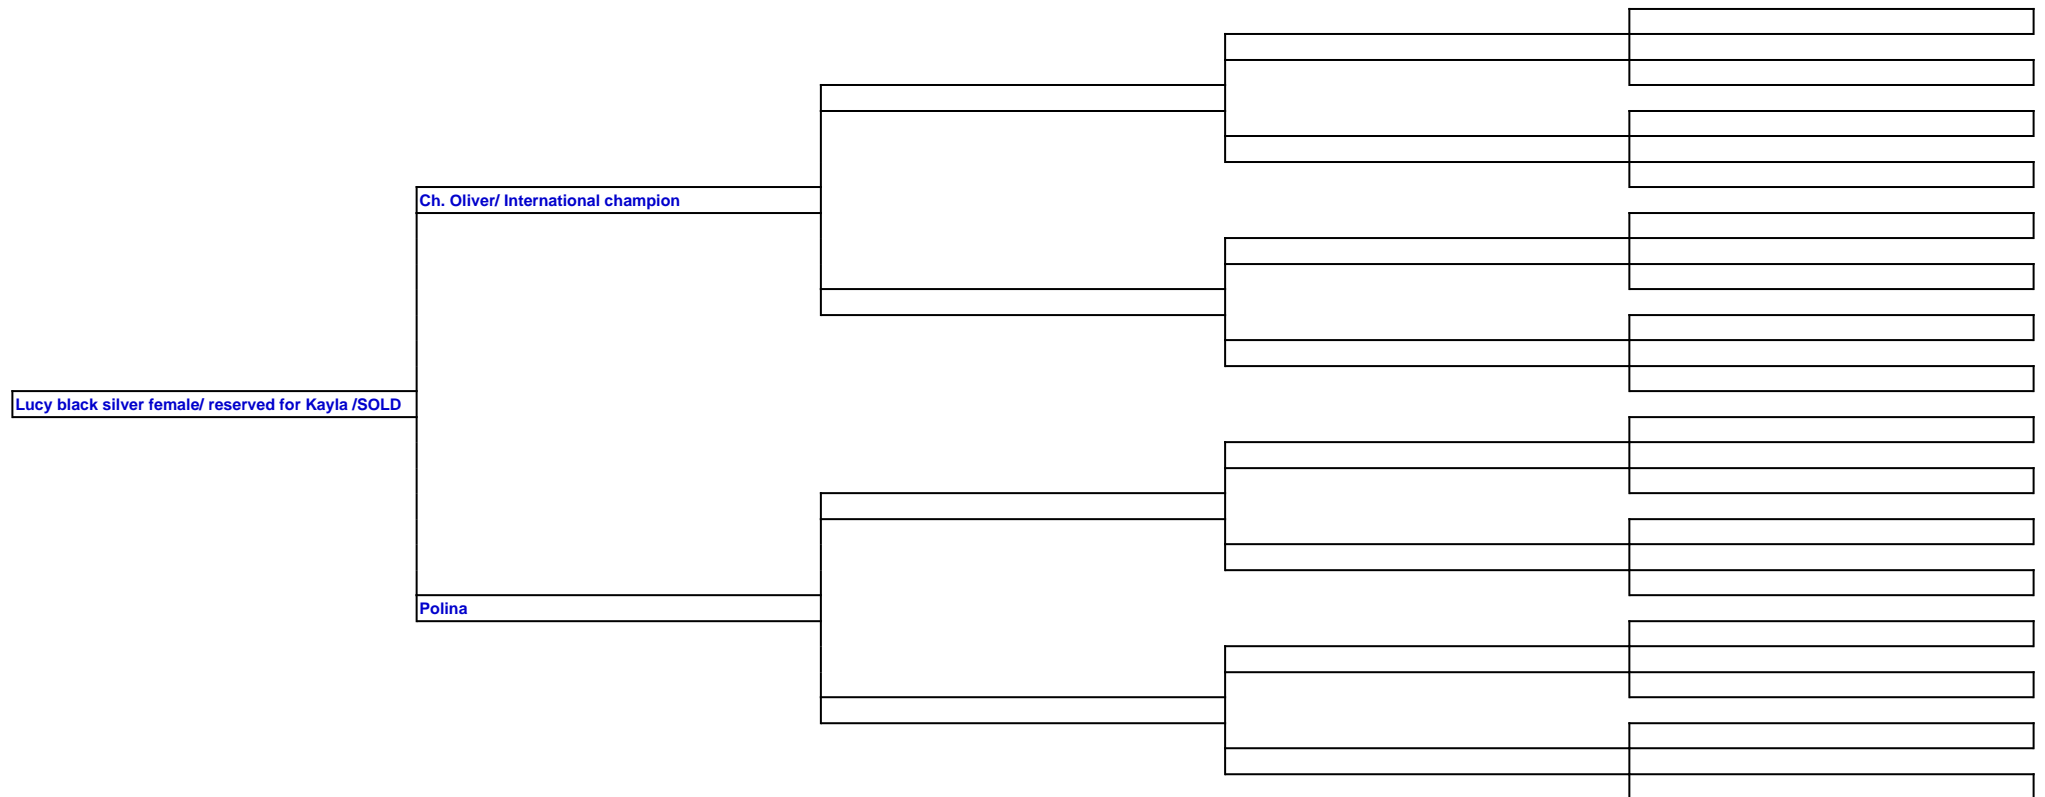 Ch. Oliver/ International champion
Lucy black silver female/ reserved for Kayla /SOLD
Polina